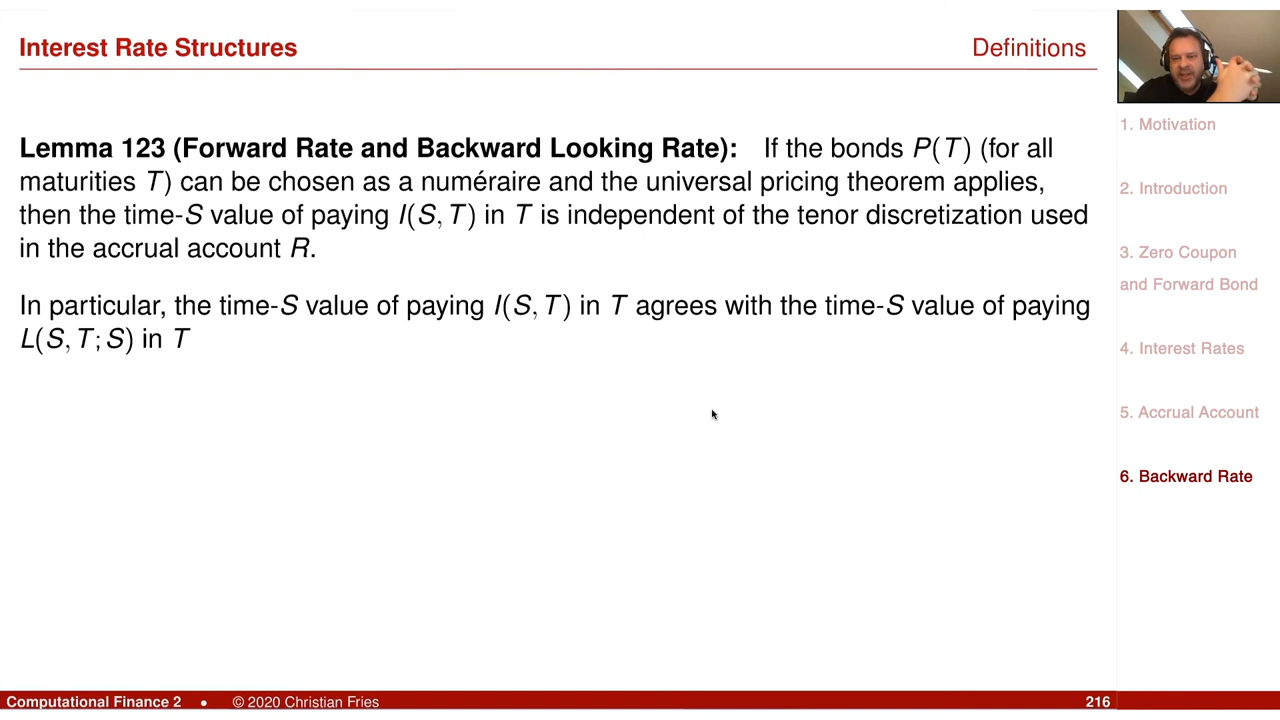 Interest Rate Structures
Definitions
Lemma 123 (Forward Rate and Backward Looking Rate): If the bonds P(T) (for all
maturities T) can be chosen as a numéraire and the universal pricing theorem applies,
then the time-S value of paying I(S, T) in T is independent of the tenor discretization used
in the accrual account R.
In particular, the time-S value of paying I(S, T) in T agrees with the time-S value of paying
L(S, T; S) in T
1. Motivation
2. Introduction
3. Zero Coupon
and Forward Bond
4. Interest Rates
5. Accrual Account
6. Backward Rate
Computational Finance 2 • © 2020 Christian Fries 216